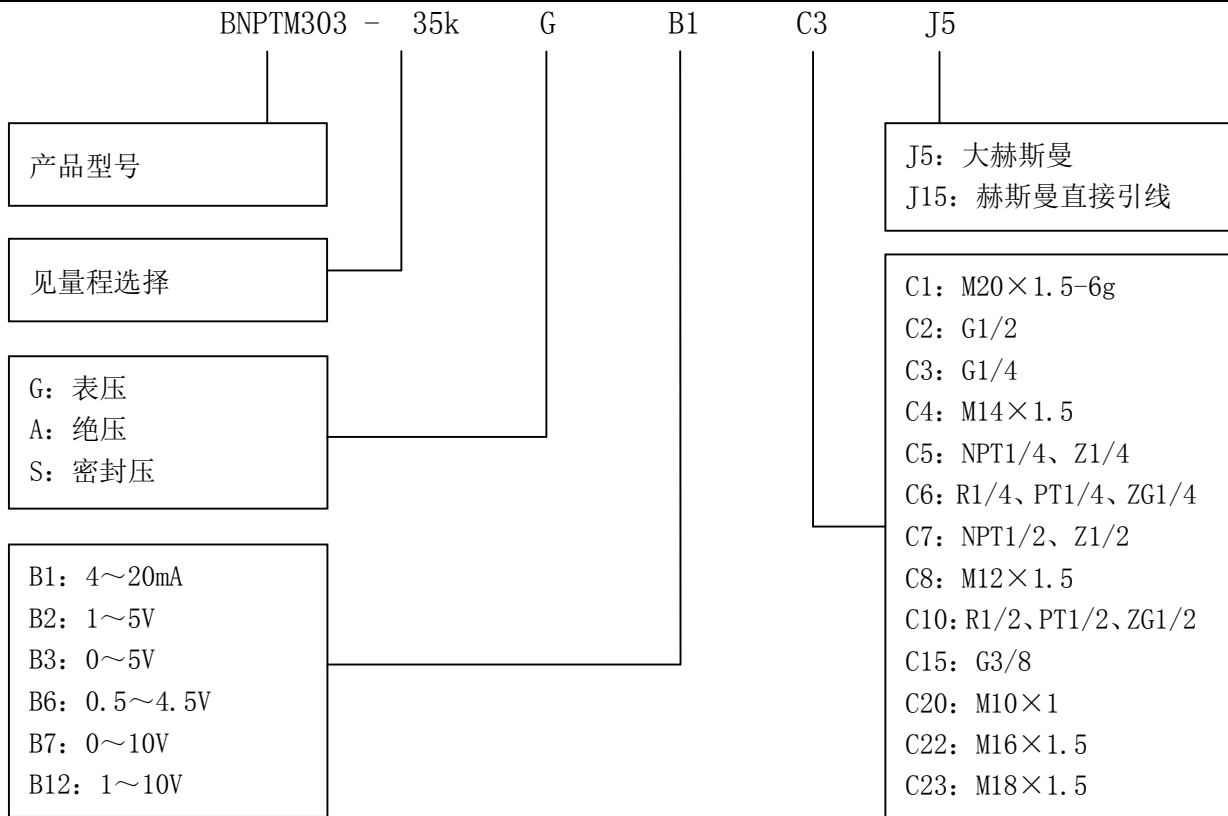 BNPTM303 - 35k G B1 C3 J5
产品型号
见量程选择
G：表压
A：绝压
S：密封压
B1：4～20mA
B2：1～5V
B3：0～5V
B6：0.5～4.5V
B7：0～10V
B12：1～10V
J5：大赫斯曼
J15：赫斯曼直接引线
C1：M20×1.5-6g
C2：G1/2
C3：G1/4
C4：M14×1.5
C5：NPT1/4、Z1/4
C6：R1/4、PT1/4、ZG1/4
C7：NPT1/2、Z1/2
C8：M12×1.5
C10：R1/2、PT1/2、ZG1/2
C15：G3/8
C20：M10×1
C22：M16×1.5
C23：M18×1.5